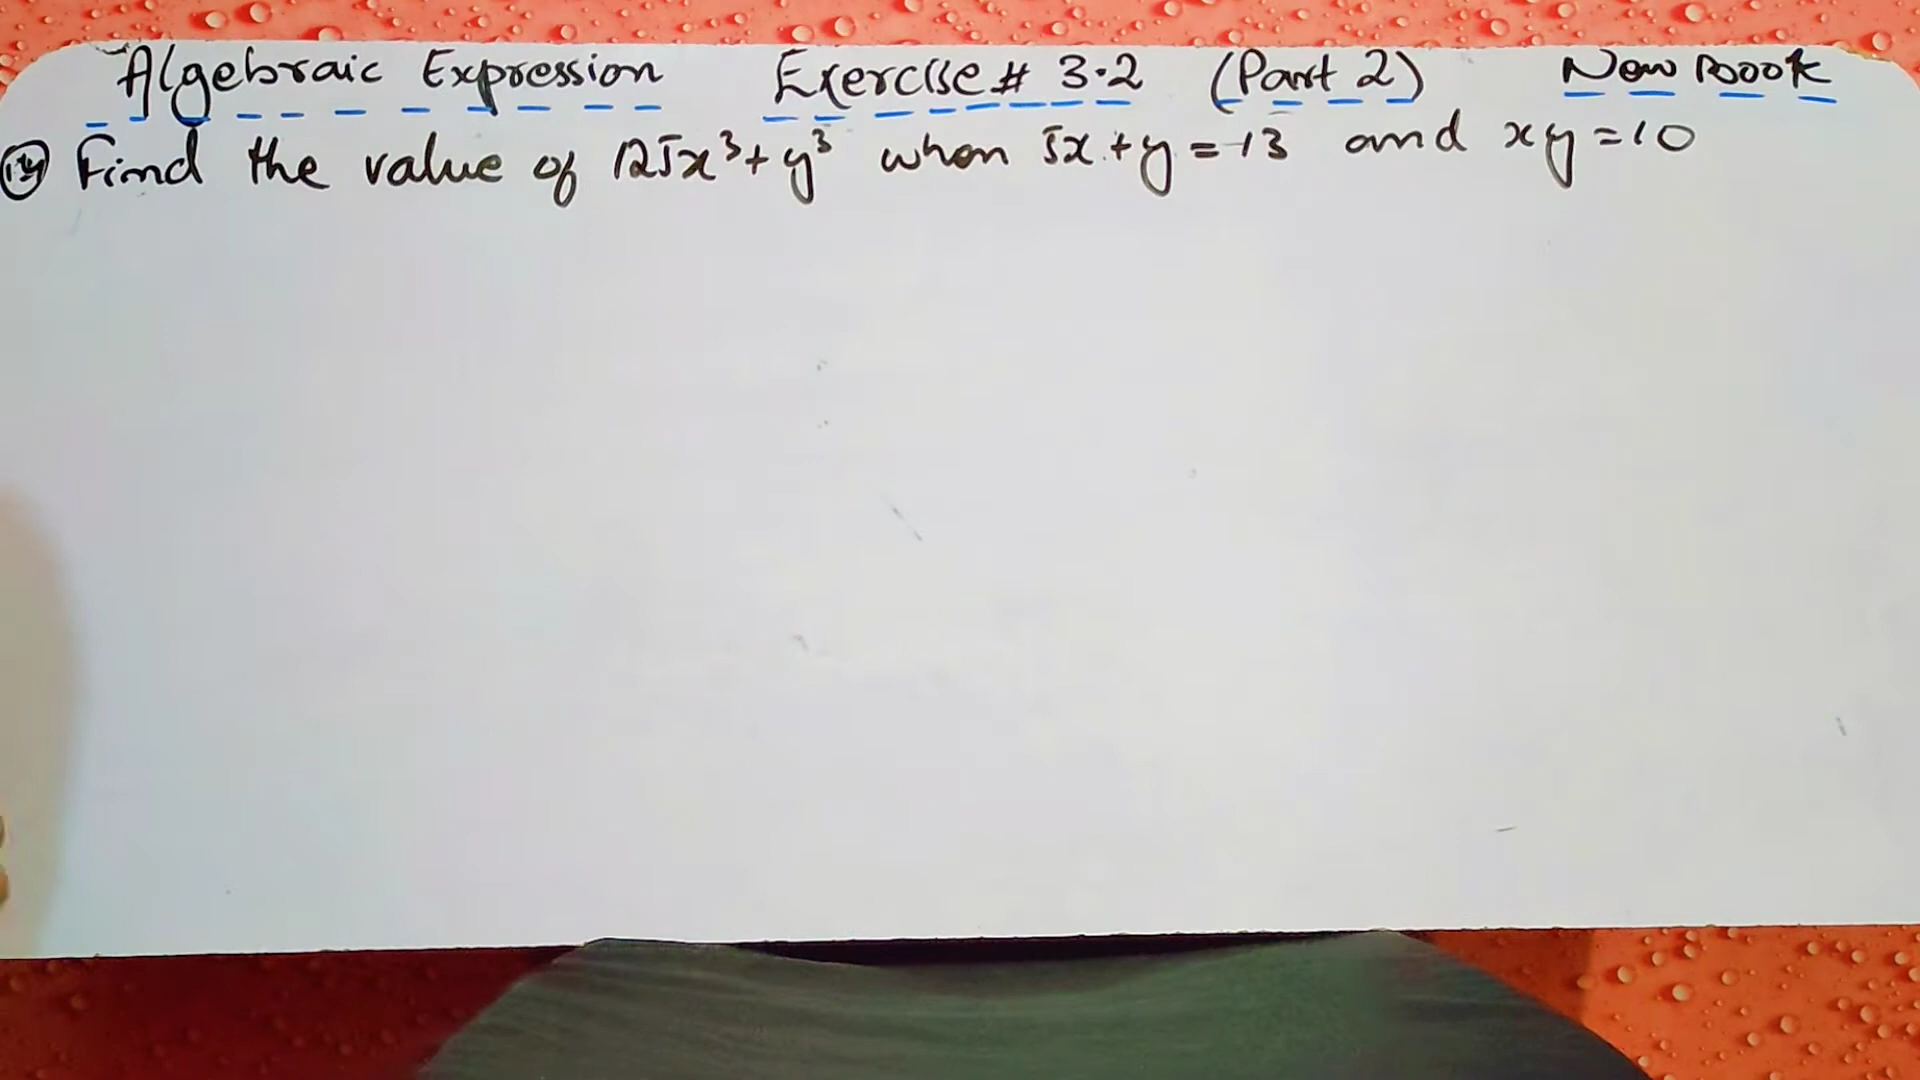 Algebraic Expression Exercise # 3.2 (Part 2) New Book
Find the value of 125x³+y³ when 5x+y=13 and xy=10